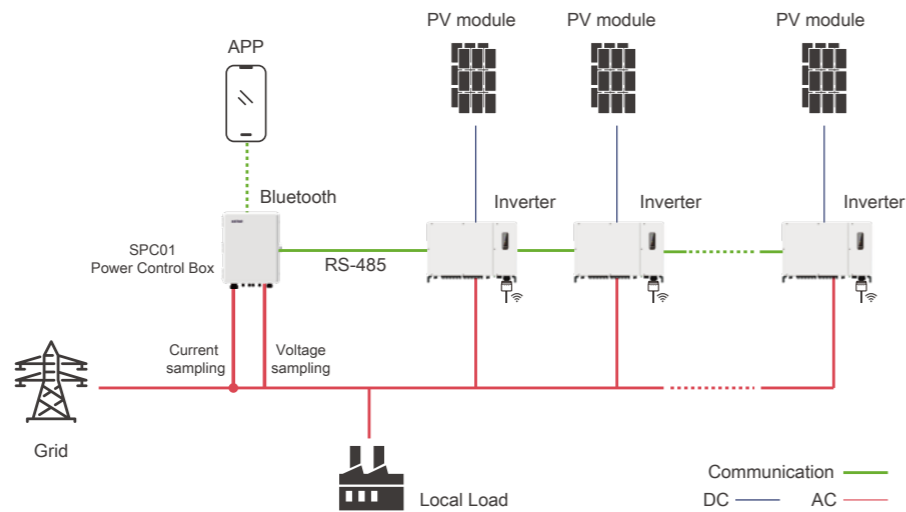 PV module
PV module
PV module
APP
Bluetooth
Inverter
Inverter
Inverter
SPC01
Power Control Box
RS-485
Current
sampling
Voltage
sampling
Grid
Local Load
Communication
DC
AC